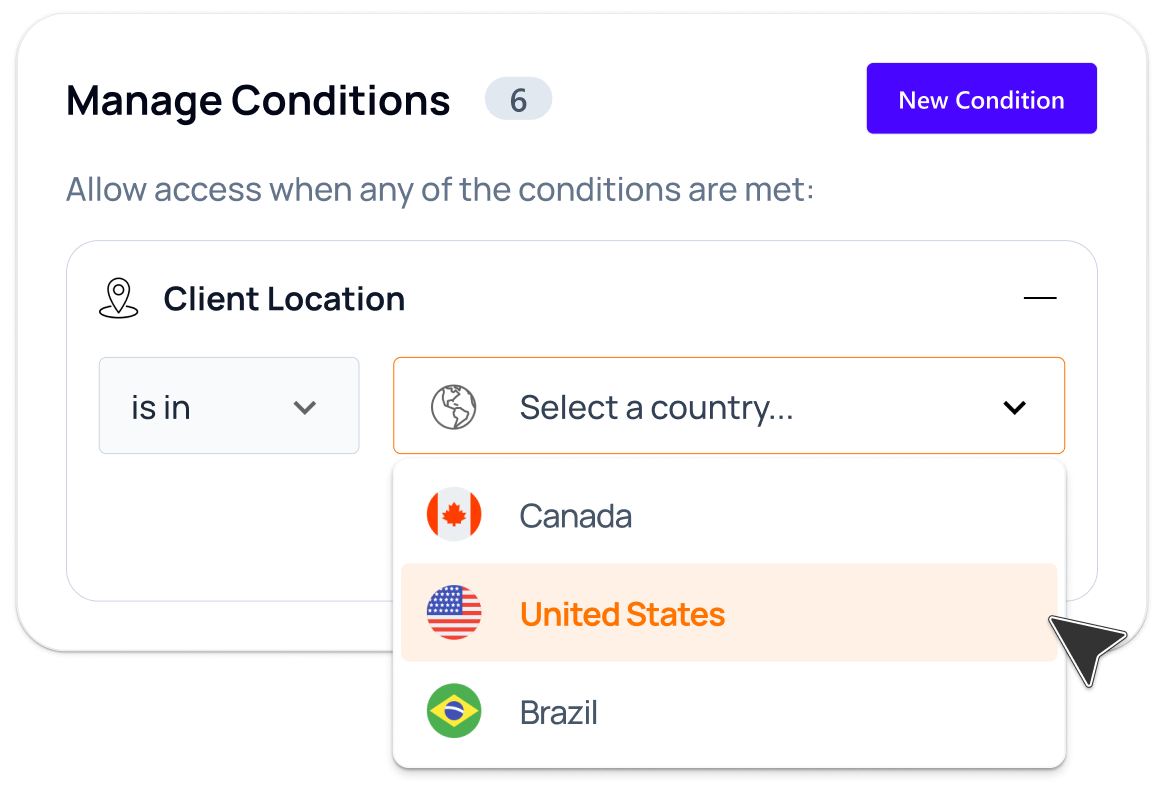 Manage Conditions 6
New Condition
Allow access when any of the conditions are met:
Client Location
is in
Select a country...
Canada
United States
Brazil